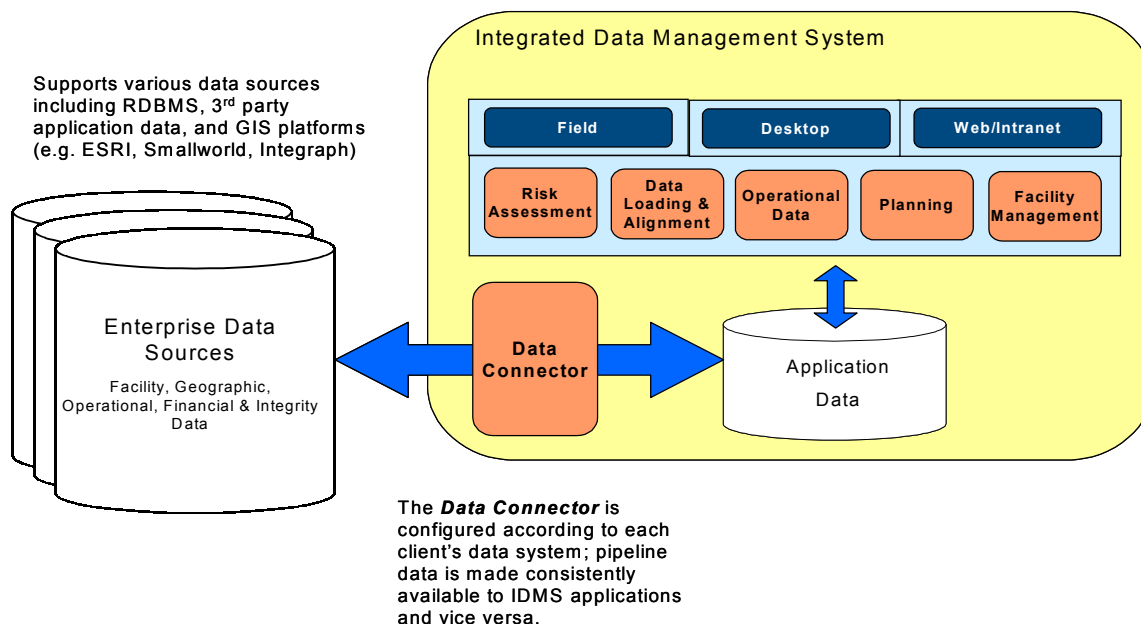 Integrated Data Management System
Supports various data sources
including RDBMS, 3rd party
application data, and GIS platforms
(e.g. ESRI, Smallworld, Integraph)
Field
Desktop
Web/Intranet
Risk
Assessment
Data
Loading &
Alignment
Operational
Data
Planning
Facility
Management
Enterprise Data
Sources
Facility, Geographic,
Operational, Financial & Integrity
Data
Data
Connector
Application
Data
The Data Connector is
configured according to each
client's data system; pipeline
data is made consistently
available to IDMS applications
and vice versa.